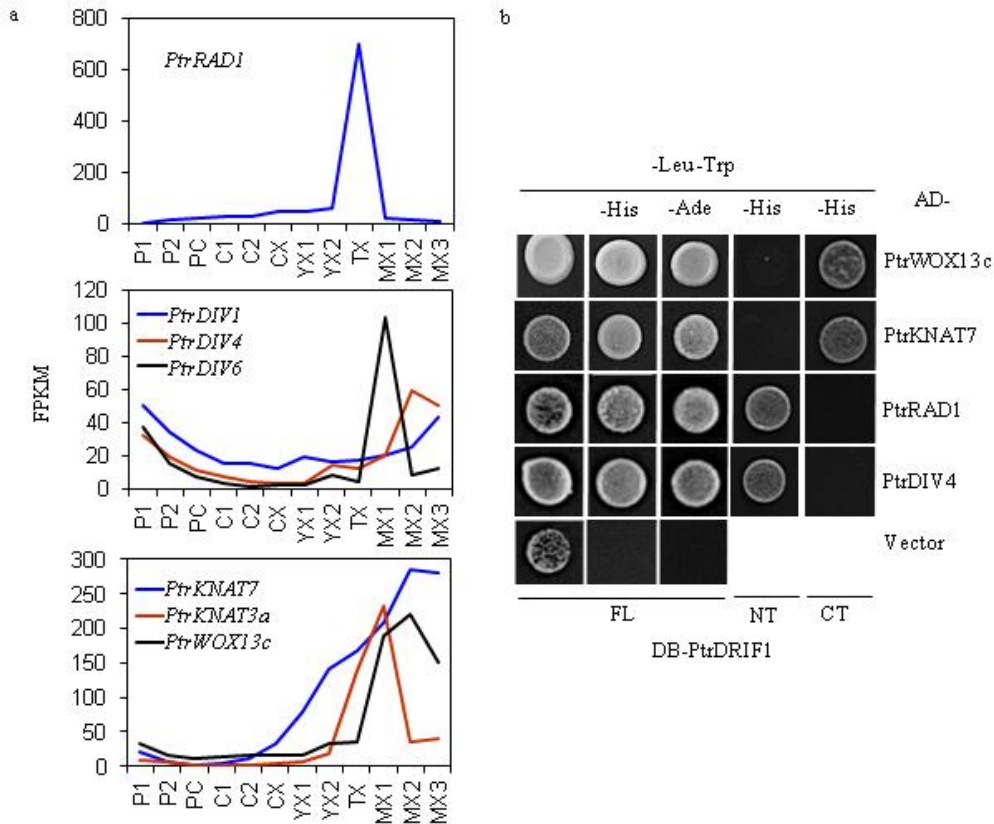 a
800
600
400
200
0
PtrRAD1
P1 P2 PC C1 C2 CX YX1 YX2 TX MX1 MX2 MX3
FPKM
120
100
80
60
40
20
0
PtrDIV1
PtrDIV4
PtrDIV6
P1 P2 PC C1 C2 CX YX1 YX2 TX MX1 MX2 MX3
300
250
200
150
100
50
0
PtrKNAT7
PtrKNAT3a
PtrWOX13c
P1 P2 PC C1 C2 CX YX1 YX2 TX MX1 MX2 MX3
b
-Leu-Trp
-His -Ade -His -His AD-
PtrWOX13c
PtrKNAT7
PtrRAD1
PtrDIV4
Vector
FL NT CT
DB-PtrDRIF1